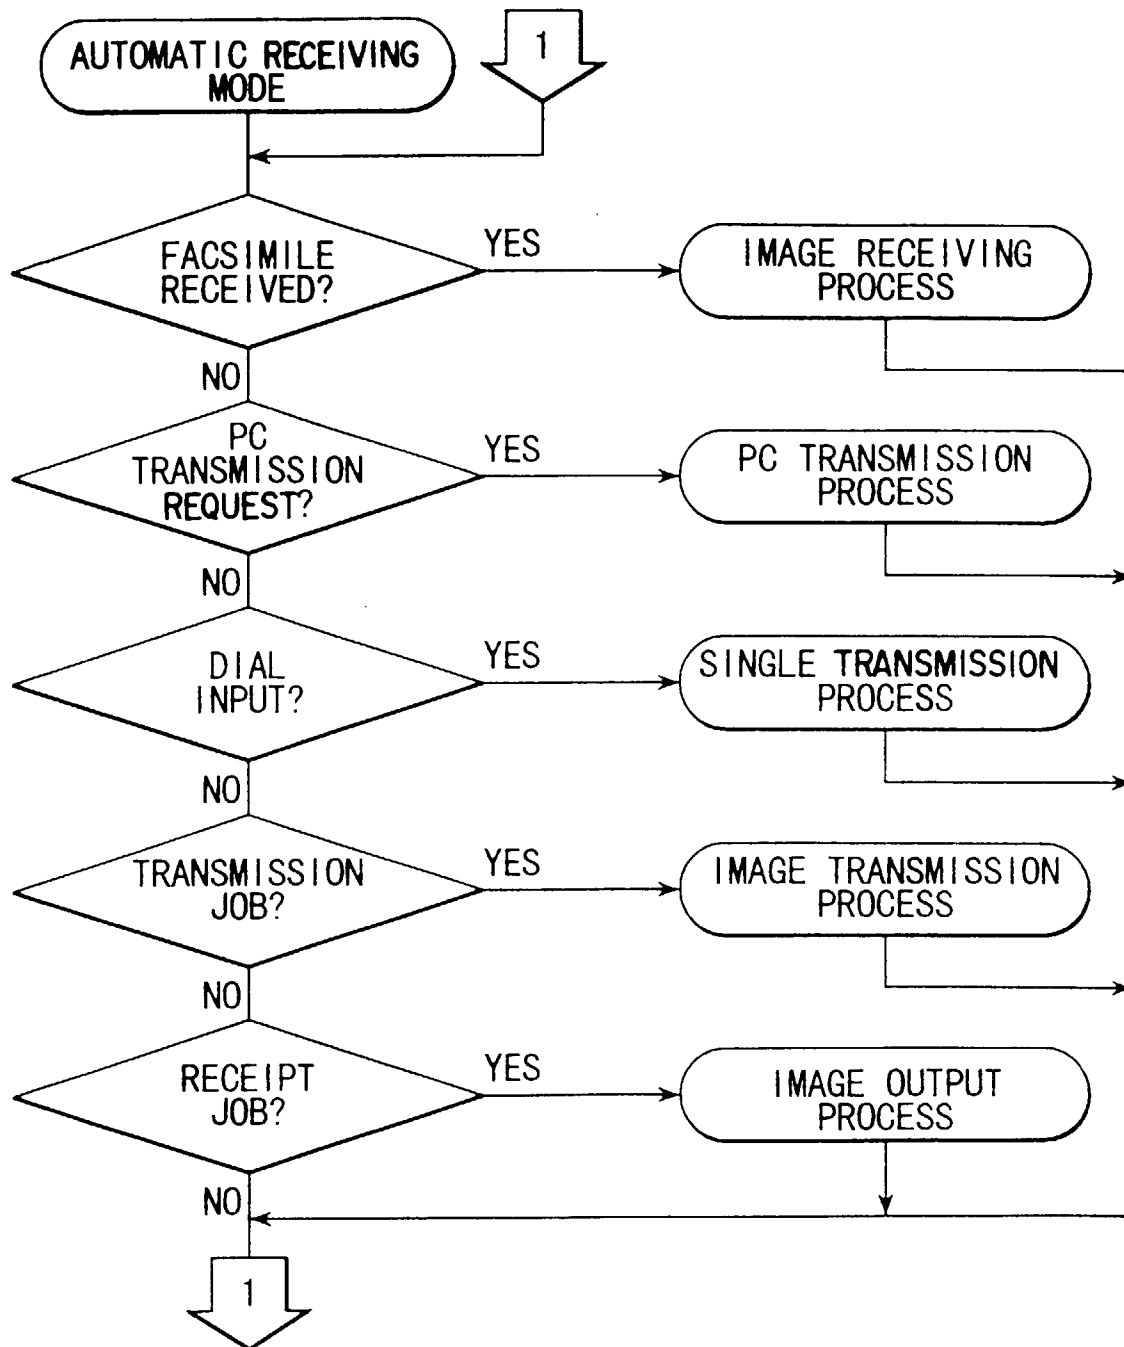 AUTOMATIC RECEIVING
MODE
1
FACSIMILE
RECEIVED?
YES
IMAGE RECEIVING
PROCESS
NO
PC
TRANSMISSION
REQUEST?
YES
PC TRANSMISSION
PROCESS
NO
DIAL
INPUT?
YES
SINGLE TRANSMISSION
PROCESS
NO
TRANSMISSION
JOB?
YES
IMAGE TRANSMISSION
PROCESS
NO
RECEIPT
JOB?
YES
IMAGE OUTPUT
PROCESS
NO
1